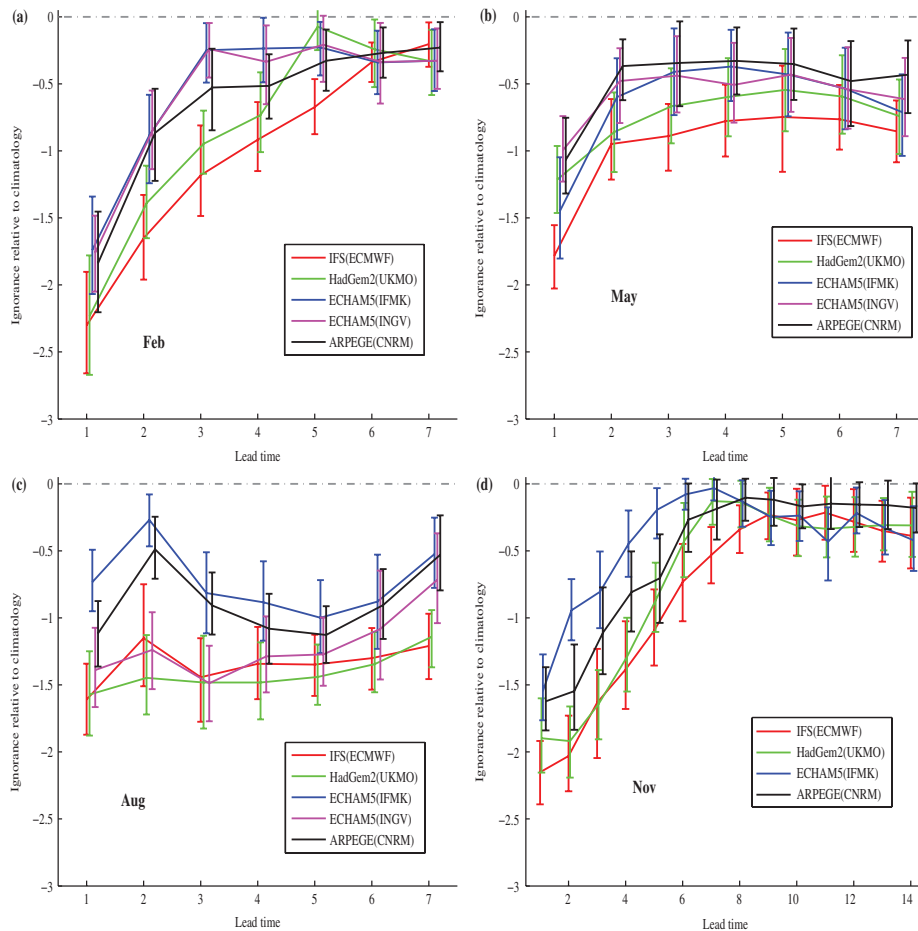 (a)
0
−0.5
−1
−1.5
−2
−2.5
−3
Ignorance relative to climatology
1 2 3 4 5 6 7
Lead time
Feb
IFS(ECMWF)
HadGem2(UKMO)
ECHAM5(IFMK)
ECHAM5(INGV)
ARPEGE(CNRM)
(b)
0
−0.5
−1
−1.5
−2
−2.5
−3
Ignorance relative to climatology
1 2 3 4 5 6 7
Lead time
May
IFS(ECMWF)
HadGem2(UKMO)
ECHAM5(IFMK)
ECHAM5(INGV)
ARPEGE(CNRM)
(c)
0
−0.5
−1
−1.5
−2
−2.5
−3
Ignorance relative to climatology
1 2 3 4 5 6 7
Lead time
Aug
IFS(ECMWF)
HadGem2(UKMO)
ECHAM5(IFMK)
ECHAM5(INGV)
ARPEGE(CNRM)
(d)
0
−0.5
−1
−1.5
−2
−2.5
−3
Ignorance relative to climatology
2 4 6 8 10 12 14
Lead time
Nov
IFS(ECMWF)
HadGem2(UKMO)
ECHAM5(IFMK)
ARPEGE(CNRM)